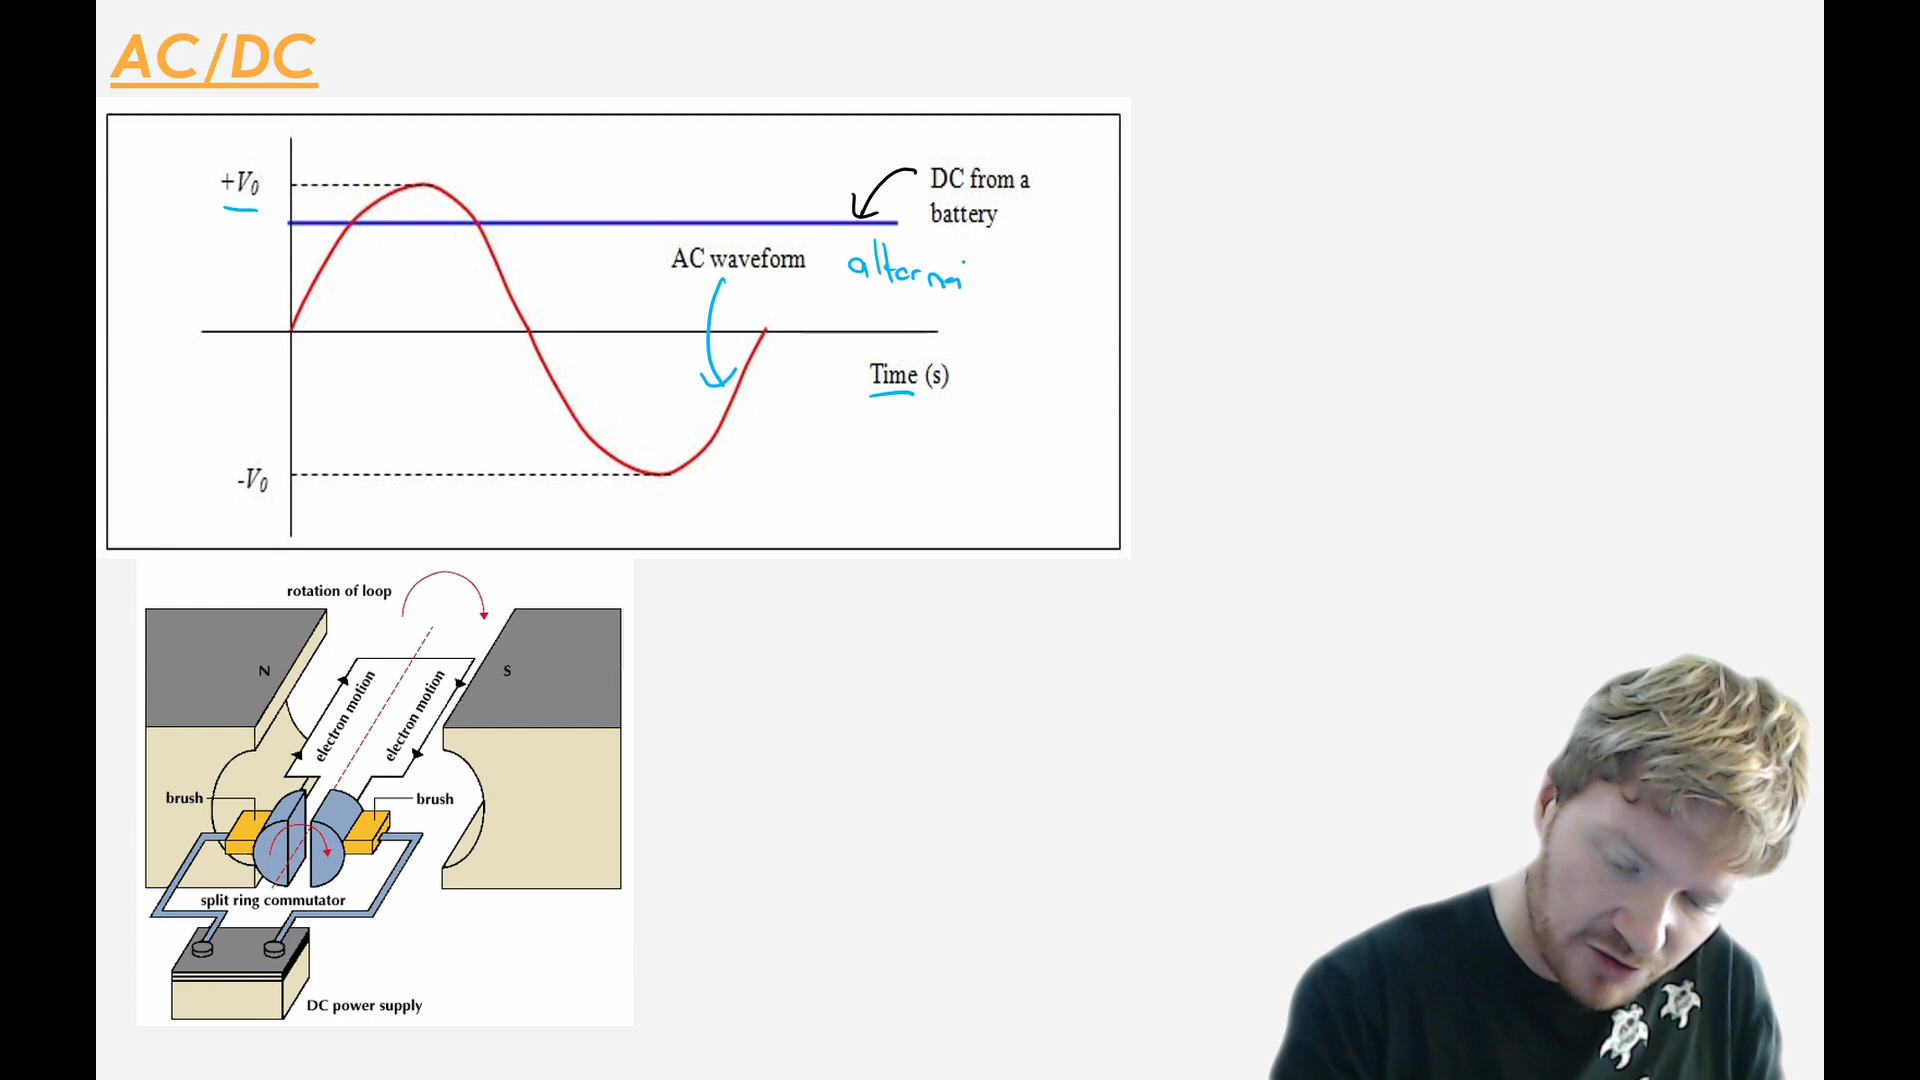 AC/DC
+V0
DC from a
battery
AC waveform
alternai
Time (s)
-V0
rotation of loop
N
S
electron motion
electron motion
brush
brush
split ring commutator
DC power supply